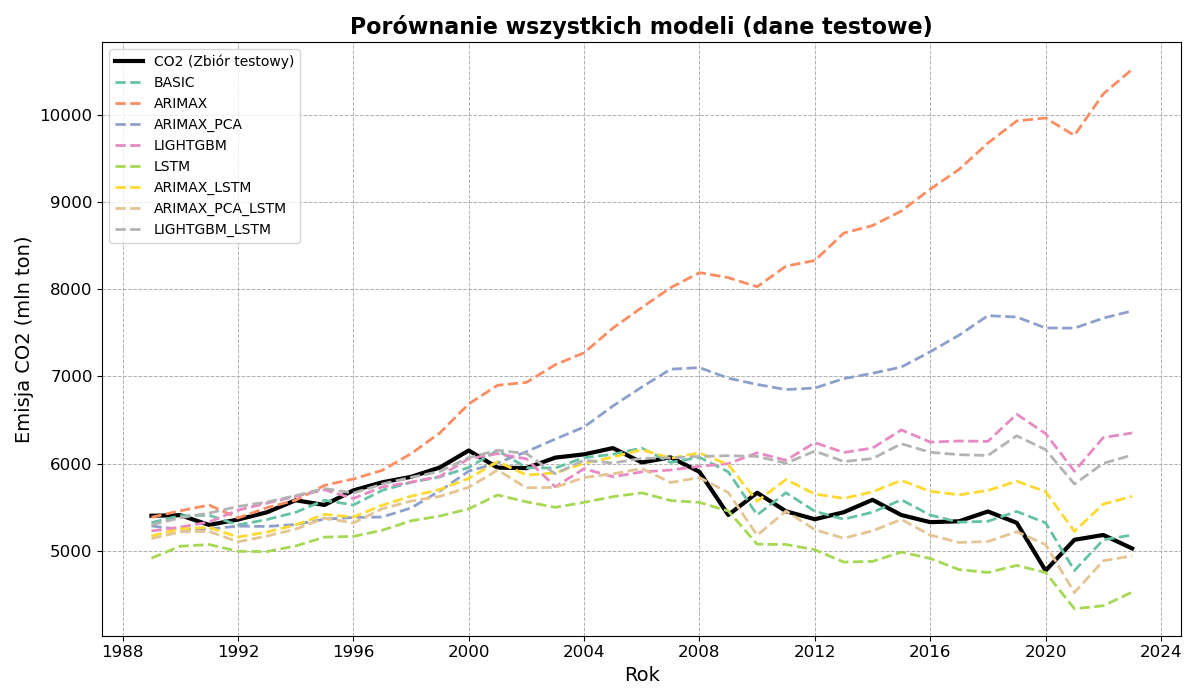 Porównanie wszystkich modeli (dane testowe)
CO2 (Zbiór testowy)
BASIC
ARIMAX
ARIMAX_PCA
LIGHTGBM
LSTM
ARIMAX_LSTM
ARIMAX_PCA_LSTM
LIGHTGBM_LSTM
Emisja CO2 (mln ton)
10000
9000
8000
7000
6000
5000
1988 1992 1996 2000 2004 2008 2012 2016 2020 2024
Rok